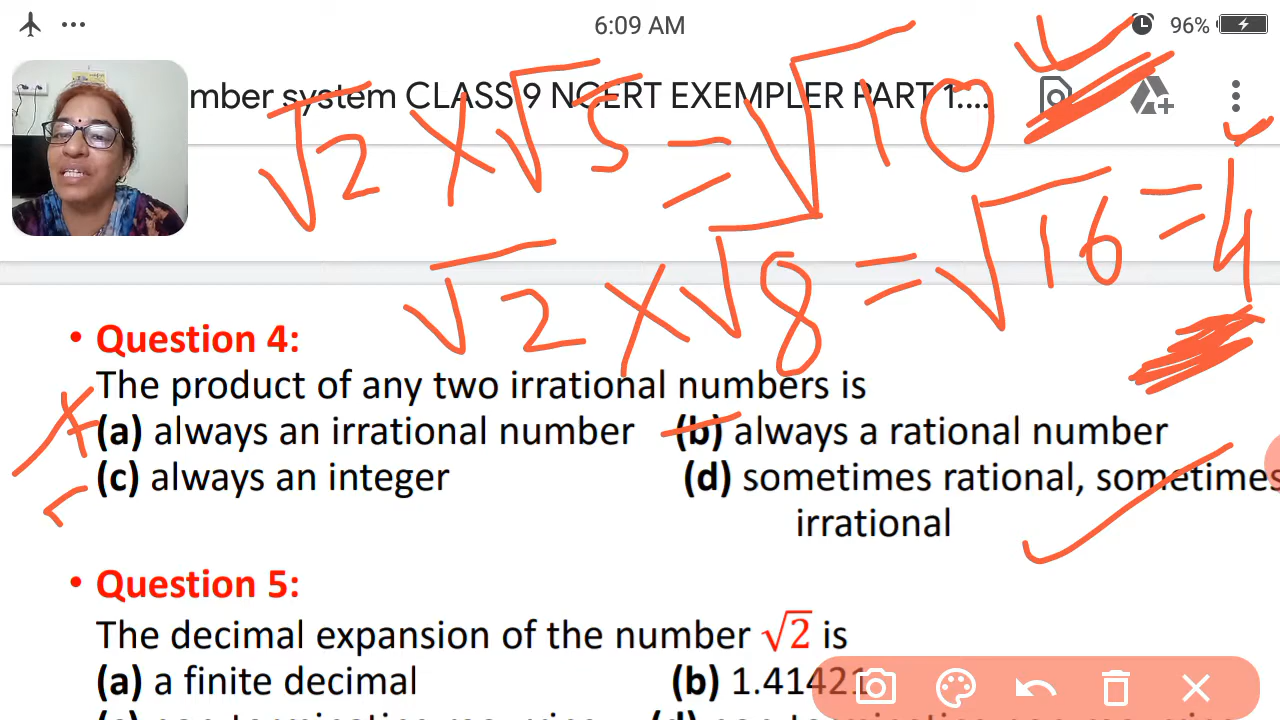 6:09 AM
96%
mber system CLASS 9 NCERT EXEMPLER PART 1....
√2 × √5 = √10
√2 × √8 = √16 = 4
• Question 4:
The product of any two irrational numbers is
(a) always an irrational number (b) always a rational number
(c) always an integer (d) sometimes rational, sometimes
irrational
• Question 5:
The decimal expansion of the number √2 is
(a) a finite decimal (b) 1.41421